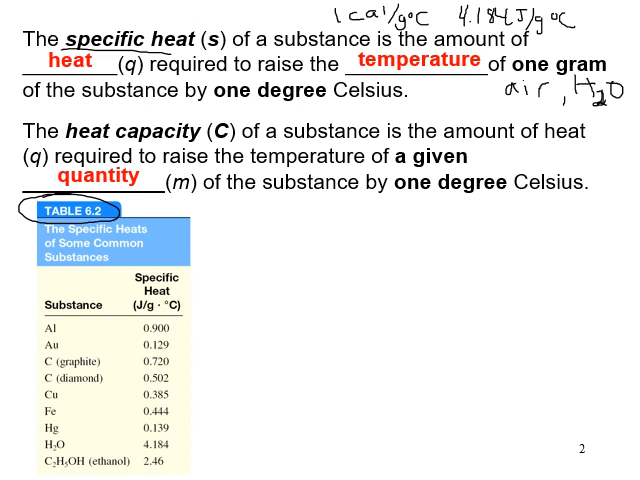 1 cal/g°C 4.184 J/g °C
The specific heat (s) of a substance is the amount of
heat (q) required to raise the temperature of one gram
of the substance by one degree Celsius.
air, H₂O
The heat capacity (C) of a substance is the amount of heat
(q) required to raise the temperature of a given
quantity (m) of the substance by one degree Celsius.
TABLE 6.2
The Specific Heats
of Some Common
Substances
Specific
Heat
Substance (J/g · °C)
Al 0.900
Au 0.129
C (graphite) 0.720
C (diamond) 0.502
Cu 0.385
Fe 0.444
Hg 0.139
H₂O 4.184
C₂H₅OH (ethanol) 2.46
2